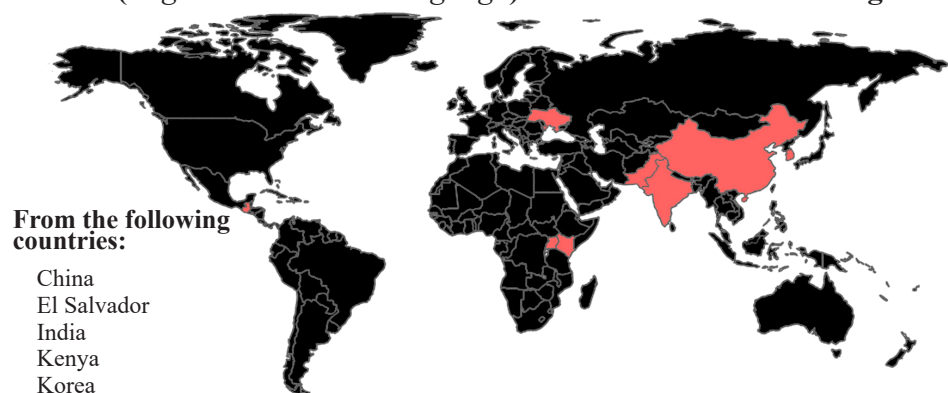 From the following
countries:
China
El Salvador
India
Kenya
Korea